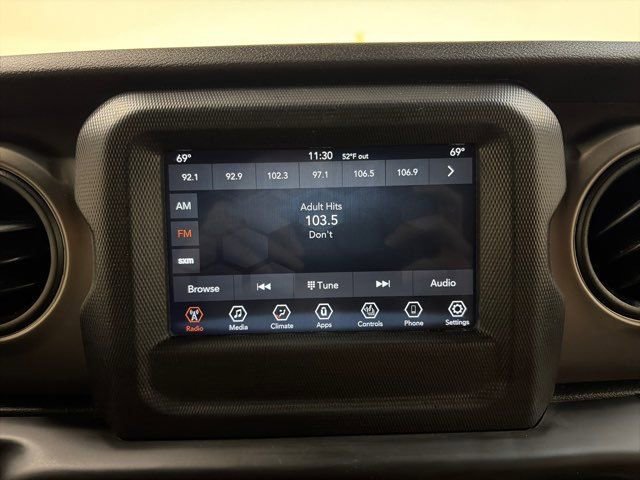 69° 11:30 52°F out 69°
92.1 92.9 102.3 97.1 106.5 106.9
AM
FM
sxm
Adult Hits
103.5
Don't
Browse Tune Audio
Radio Media Climate Apps Controls Phone Settings